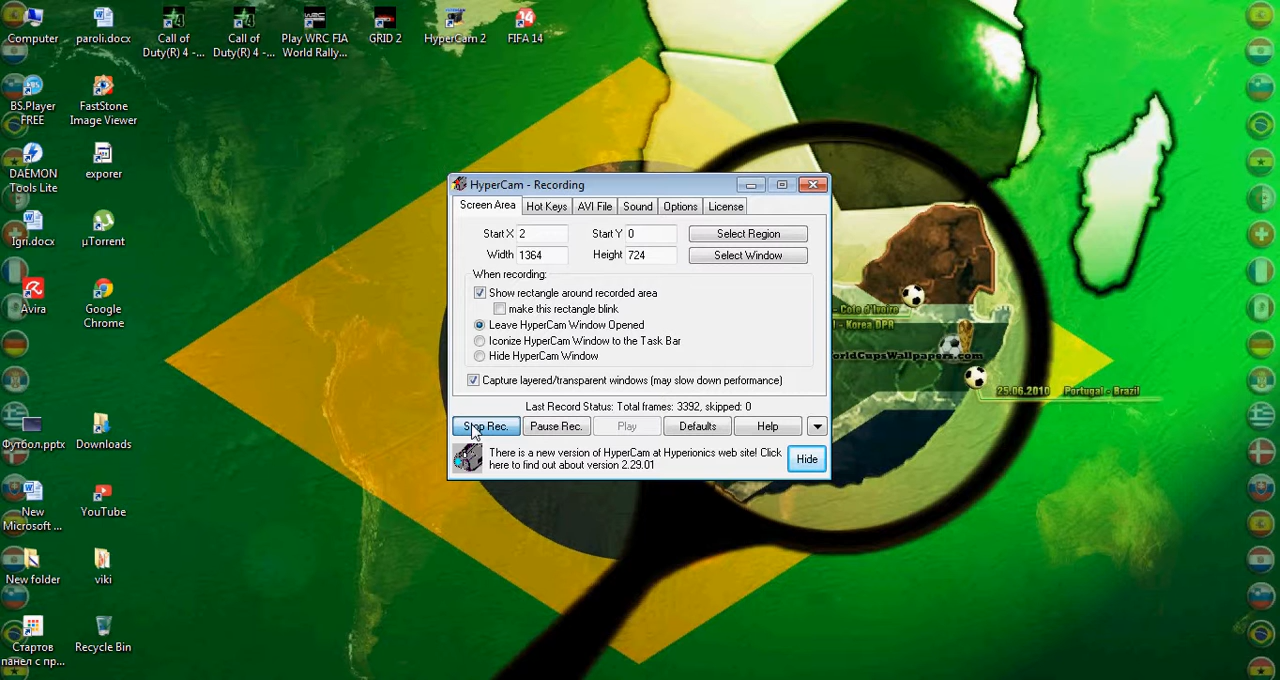 Computer
paroli.docx
Call of
Duty(R) 4 -...
Call of
Duty(R) 4 -...
Play WRC FIA
World Rally...
GRID 2
HyperCam 2
FIFA 14
BS.Player
FREE
FastStone
Image Viewer
DAEMON
Tools Lite
exporer
Igri.docx
µTorrent
Avira
Google
Chrome
Футбол.pptx
Downloads
New
Microsoft ...
YouTube
New folder
viki
Стартов
панел с пр...
Recycle Bin
HyperCam - Recording
Screen Area
Hot Keys
AVI File
Sound
Options
License
Start X 2
Start Y 0
Select Region
Width 1364
Height 724
Select Window
When recording:
Show rectangle around recorded area
make this rectangle blink
Leave HyperCam Window Opened
Iconize HyperCam Window to the Task Bar
Hide HyperCam Window
Capture layered/transparent windows (may slow down performance)
Last Record Status: Total frames: 3392, skipped: 0
Stop Rec.
Pause Rec.
Play
Defaults
Help
There is a new version of HyperCam at Hyperionics web site! Click
here to find out about version 2.29.01
Hide
- Cote d'Ivoire
- Korea DPR
orldCupsWallpapers.com
25.06.2010 Portugal - Brazil